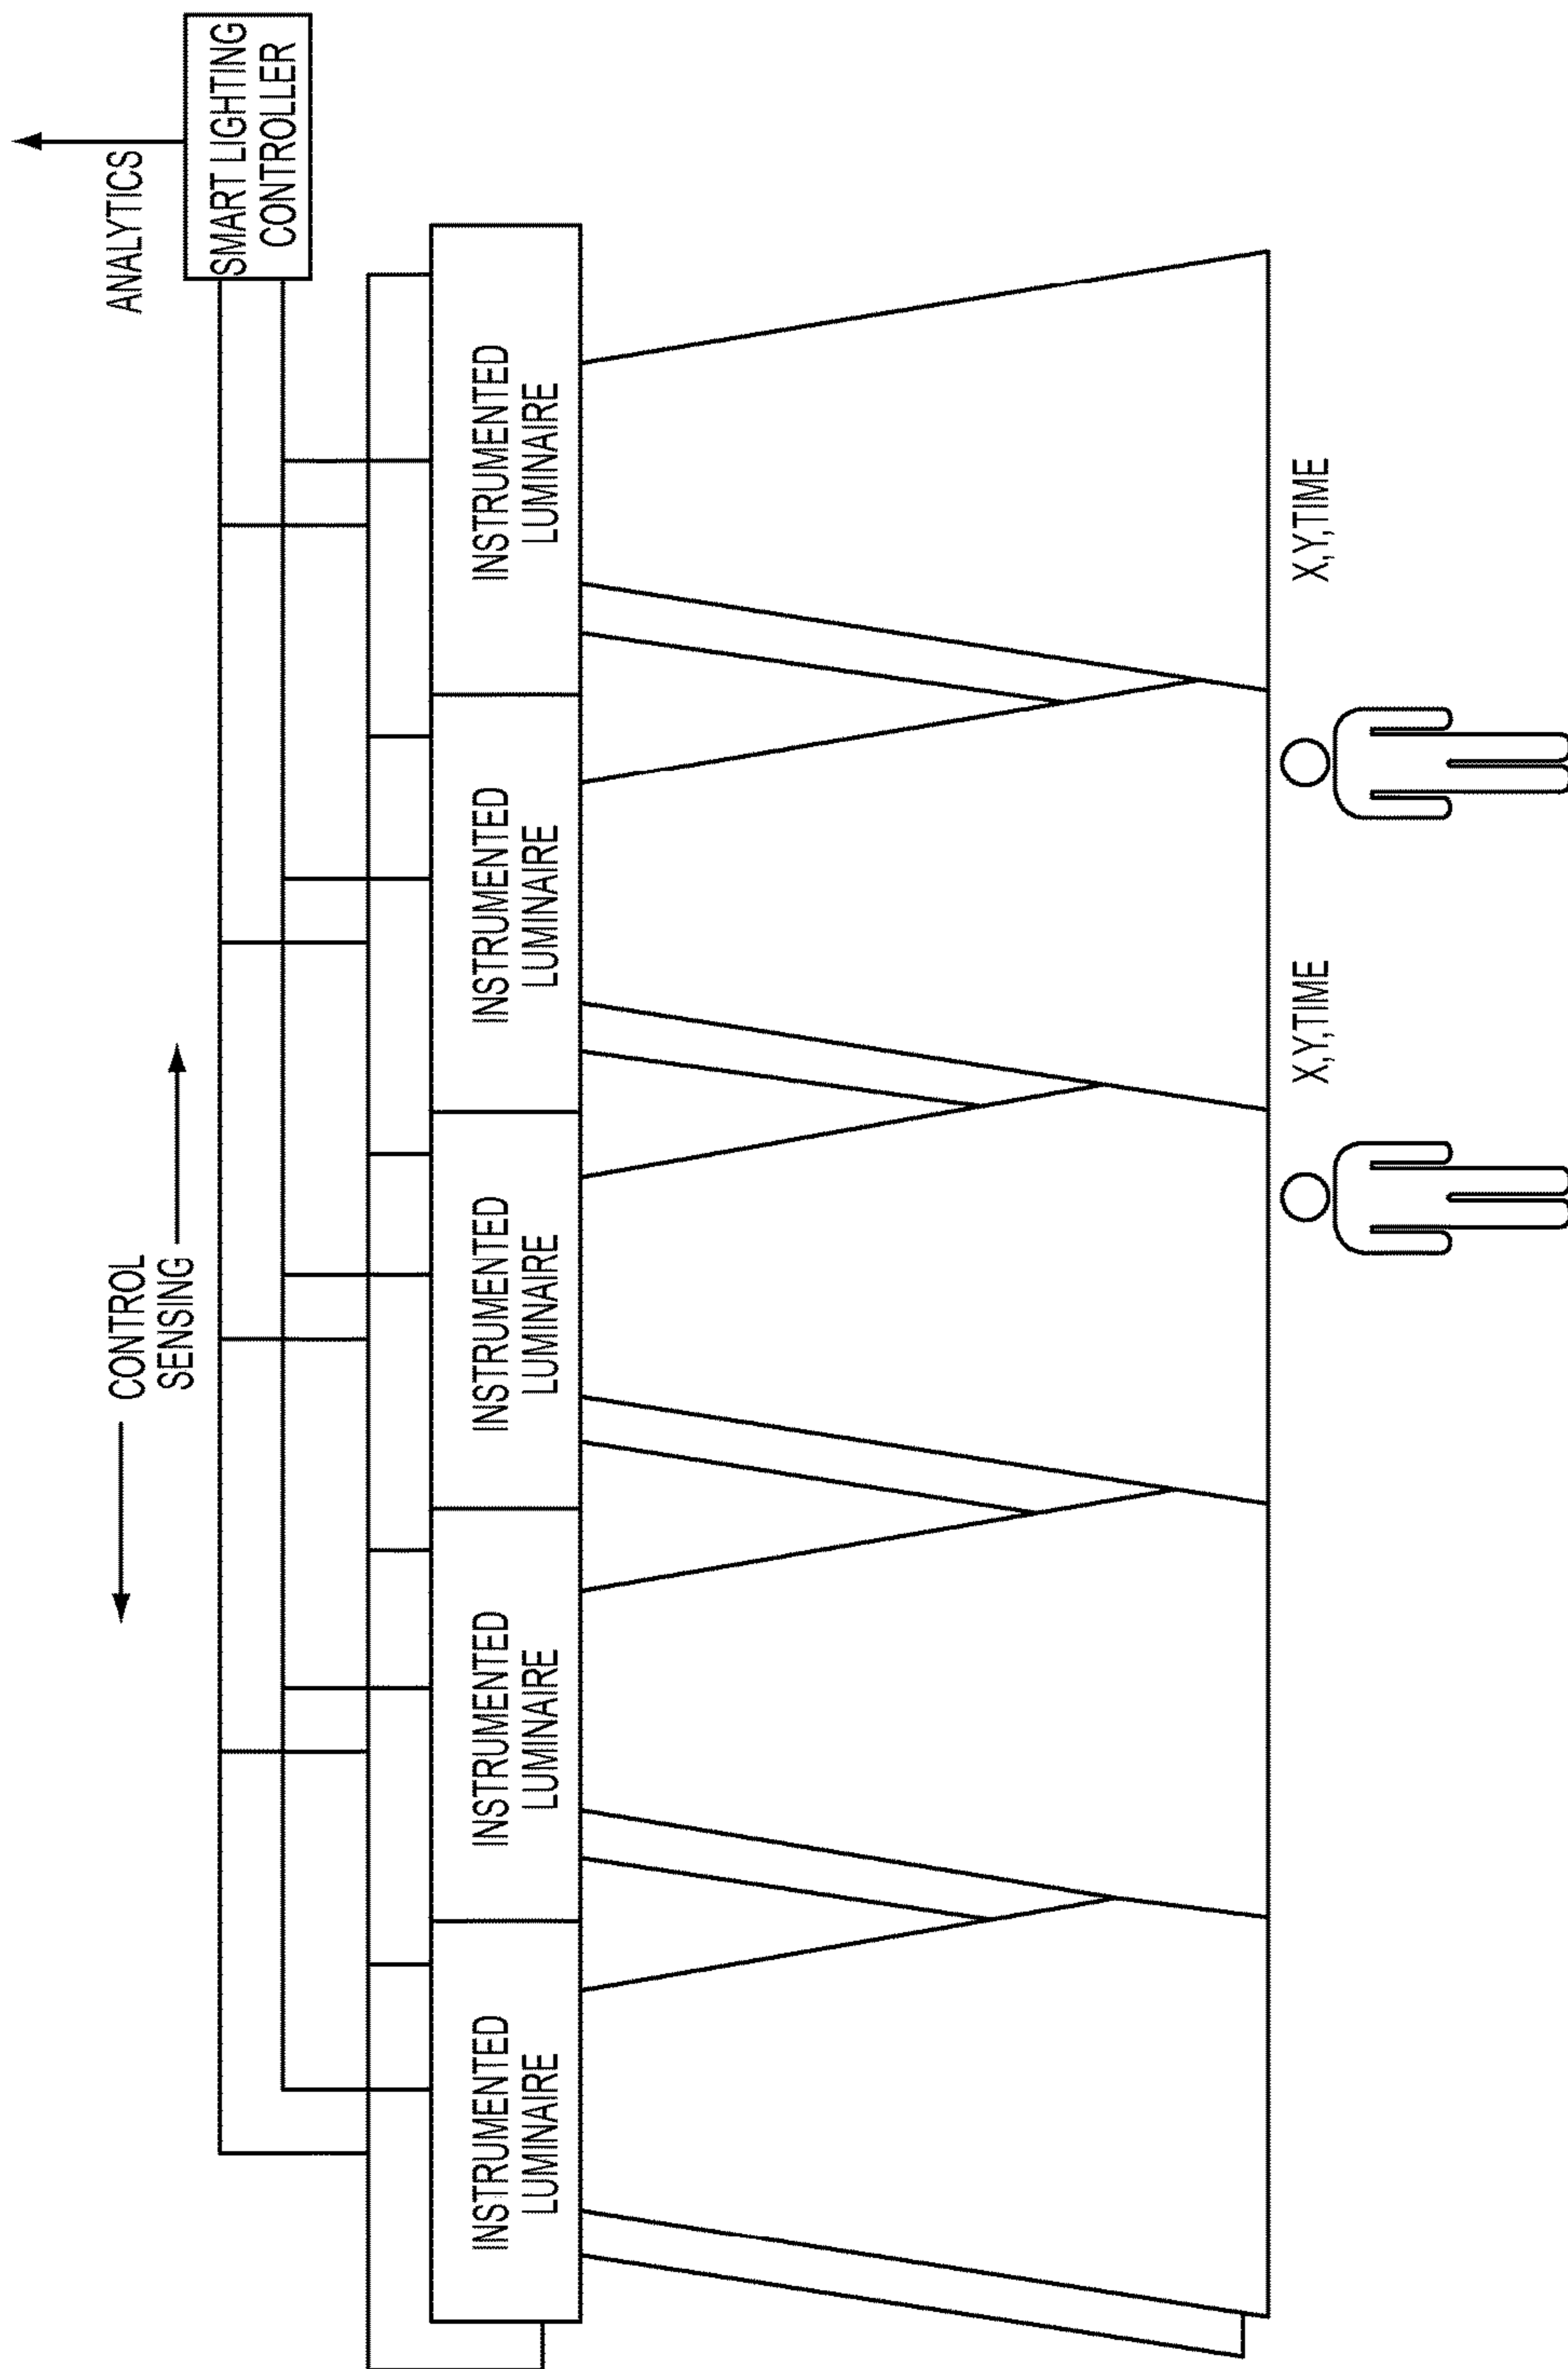 ANALYTICS
SMART LIGHTING
CONTROLLER
CONTROL
SENSING
INSTRUMENTED
LUMINAIRE
INSTRUMENTED
LUMINAIRE
INSTRUMENTED
LUMINAIRE
INSTRUMENTED
LUMINAIRE
INSTRUMENTED
LUMINAIRE
X,Y,TIME
X,Y,TIME